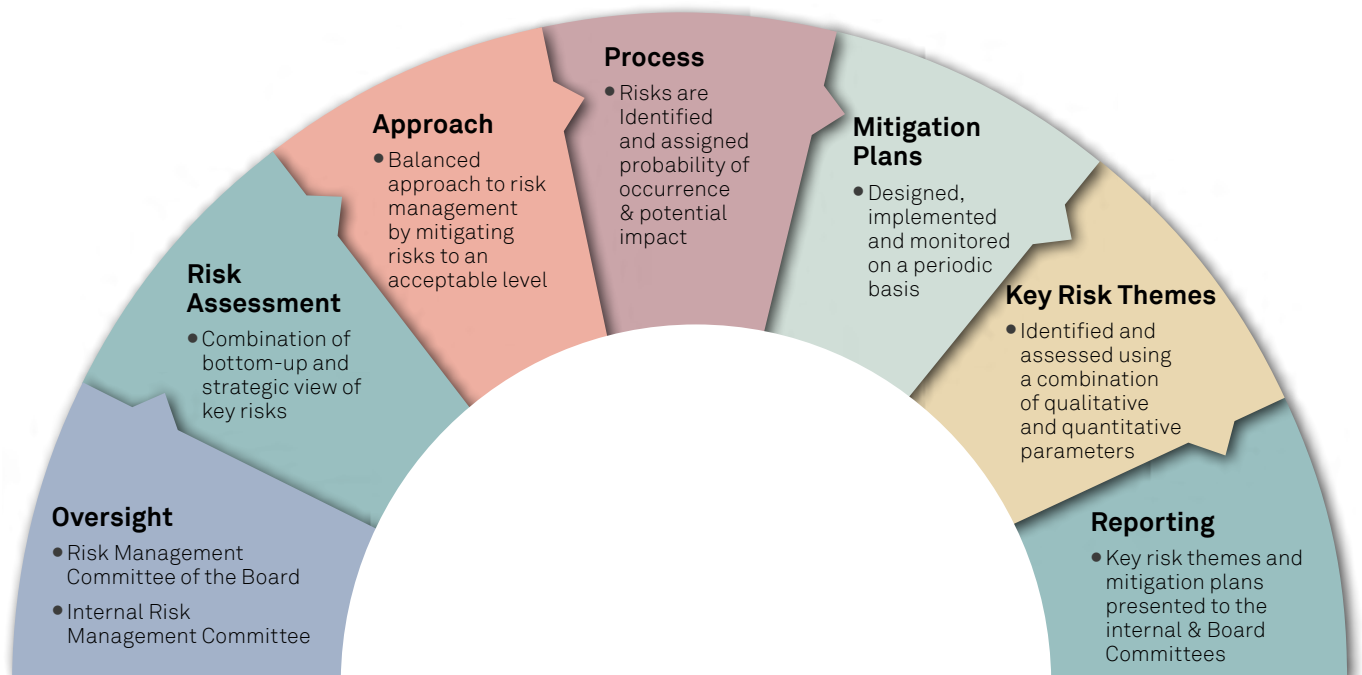 Oversight
• Risk Management
Committee of the Board
• Internal Risk
Management Committee
Risk
Assessment
• Combination of
bottom-up and
strategic view of
key risks
Approach
• Balanced
approach to risk
management
by mitigating
risks to an
acceptable level
Process
• Risks are
Identified
and assigned
probability of
occurrence
& potential
impact
Mitigation
Plans
• Designed,
implemented
and monitored
on a periodic
basis
Key Risk Themes
• Identified and
assessed using
a combination
of qualitative
and quantitative
parameters
Reporting
• Key risk themes and
mitigation plans
presented to the
internal & Board
Committees